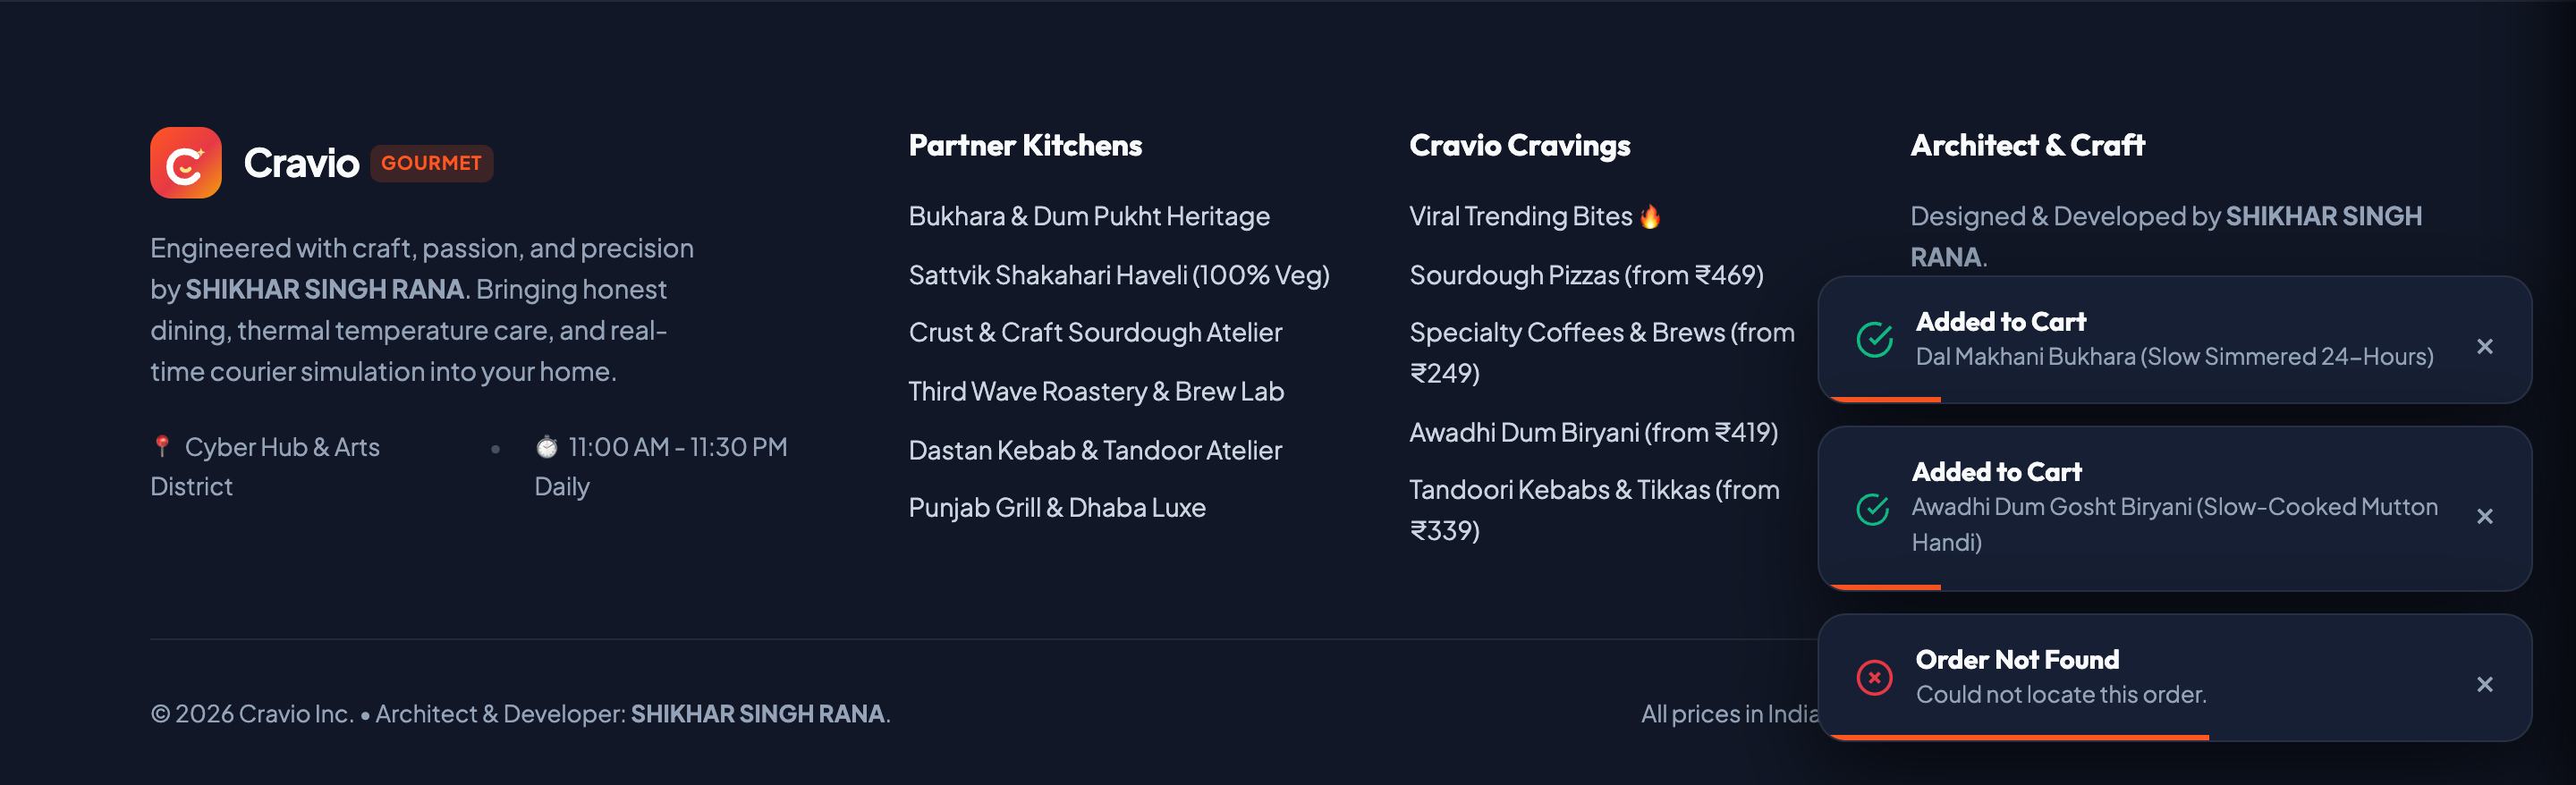 Cravio GOURMET
Engineered with craft, passion, and precision
by SHIKHAR SINGH RANA. Bringing honest
dining, thermal temperature care, and real-
time courier simulation into your home.
📍 Cyber Hub & Arts
District
•
⏱️ 11:00 AM - 11:30 PM
Daily
Partner Kitchens
Bukhara & Dum Pukht Heritage
Sattvik Shakahari Haveli (100% Veg)
Crust & Craft Sourdough Atelier
Third Wave Roastery & Brew Lab
Dastan Kebab & Tandoor Atelier
Punjab Grill & Dhaba Luxe
Cravio Cravings
Viral Trending Bites 🔥
Sourdough Pizzas (from ₹469)
Specialty Coffees & Brews (from
₹249)
Awadhi Dum Biryani (from ₹419)
Tandoori Kebabs & Tikkas (from
₹339)
Architect & Craft
Designed & Developed by SHIKHAR SINGH
RANA.
Added to Cart
Dal Makhani Bukhara (Slow Simmered 24-Hours)
Added to Cart
Awadhi Dum Gosht Biryani (Slow-Cooked Mutton
Handi)
Order Not Found
Could not locate this order.
© 2026 Cravio Inc. • Architect & Developer: SHIKHAR SINGH RANA.
All prices in India